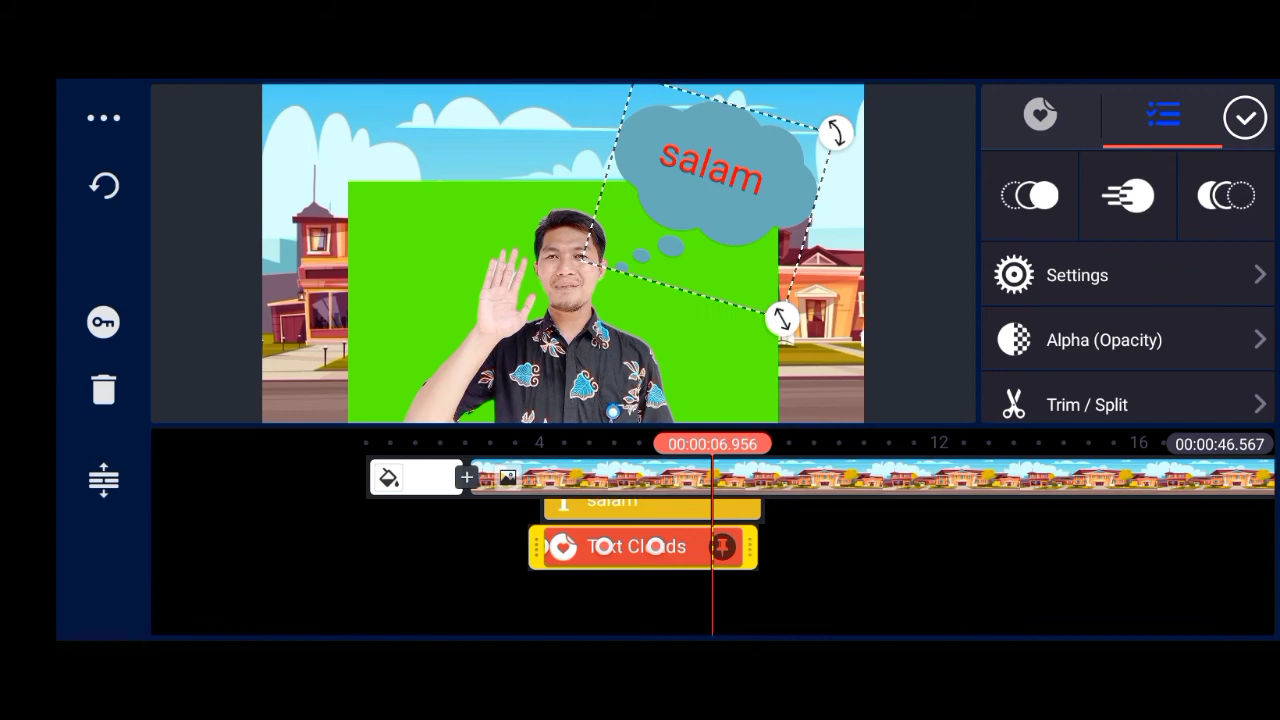 salam
Settings
Alpha (Opacity)
Trim / Split
4
00:00:06.956
12
16
00:00:46.567
salam
Text Clouds